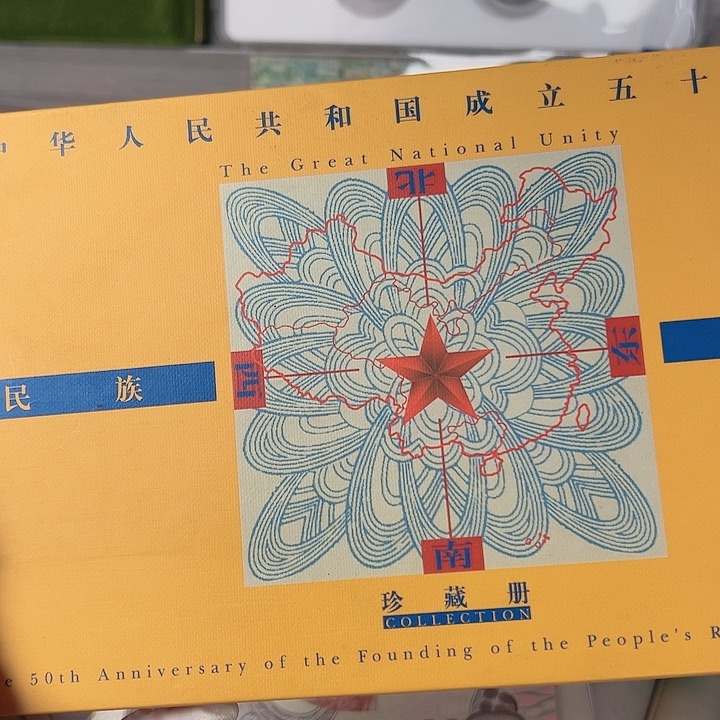 中华人民共和国成立五十
The Great National Unity
北
西
东
民族
南
珍藏册
COLLECTION
e 50th Anniversary of the Founding of the People's R